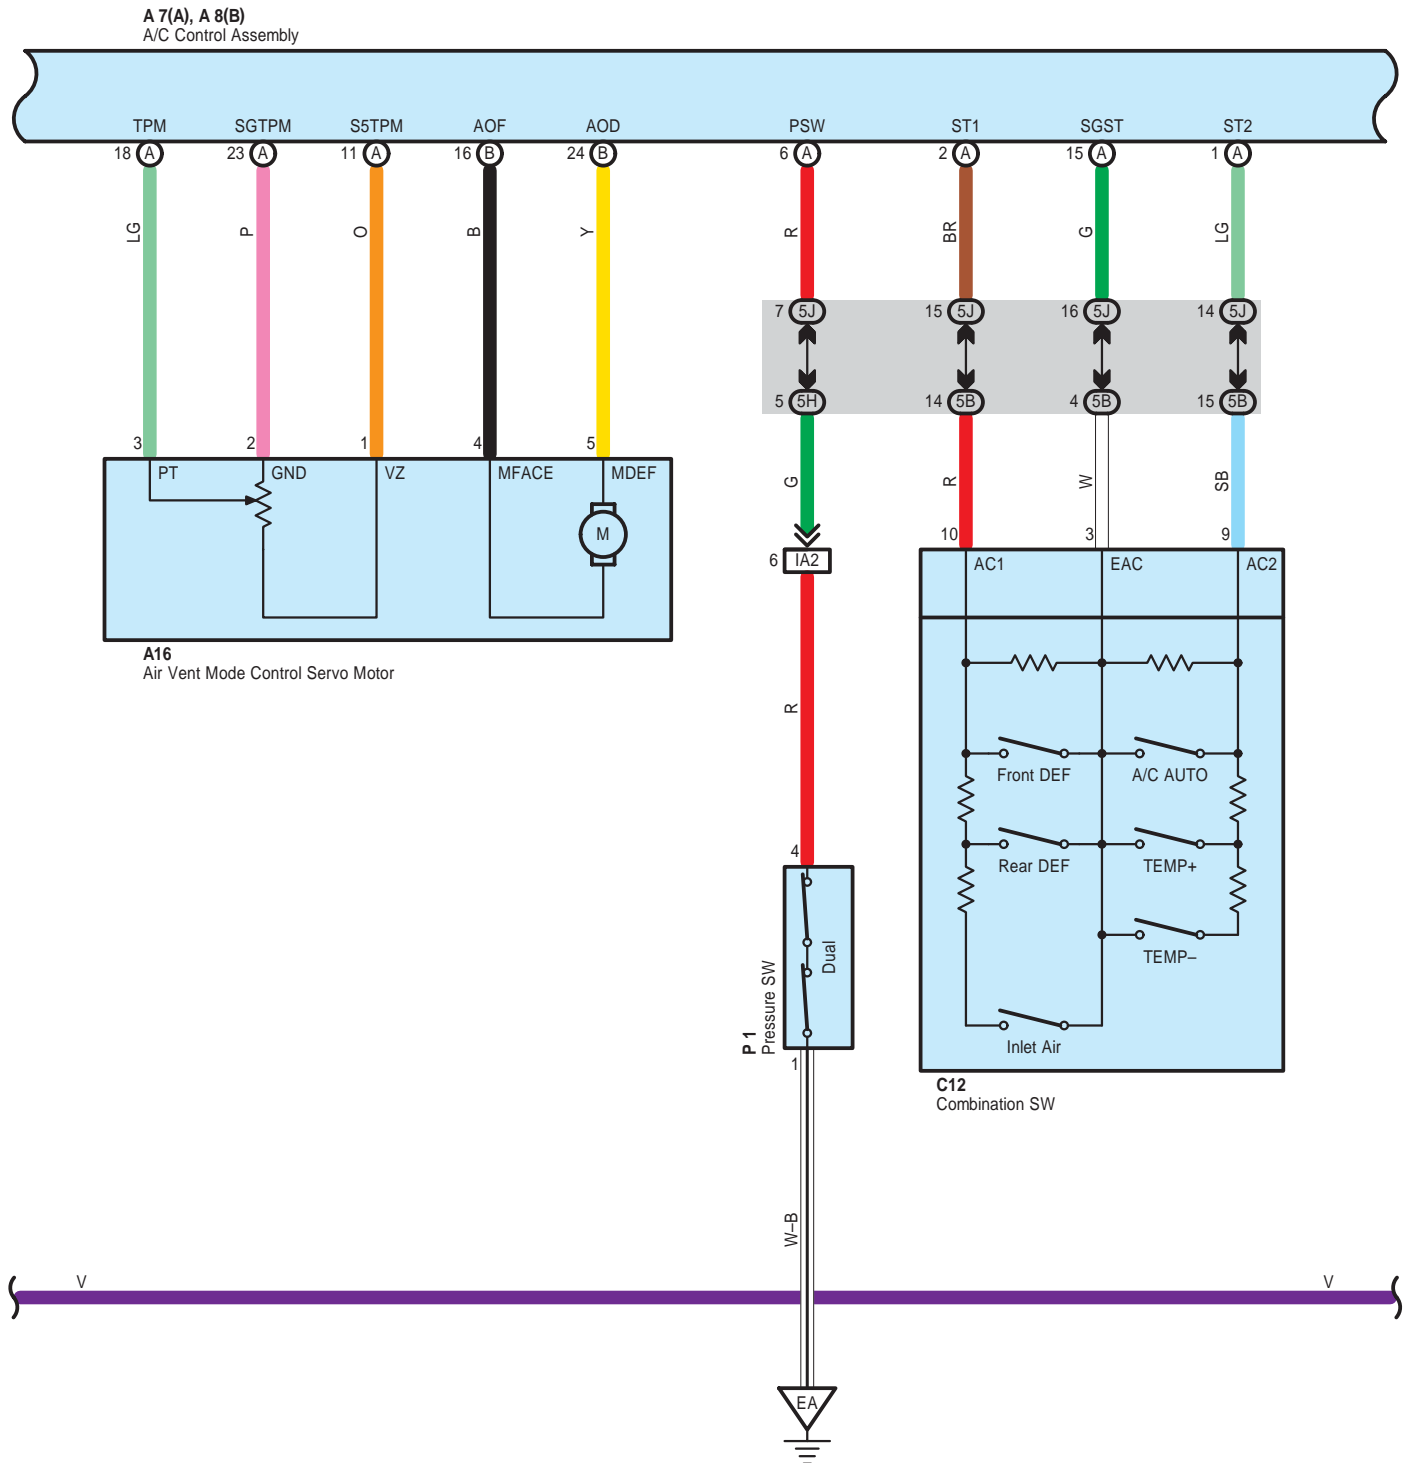 A 7(A), A 8(B)
A/C Control Assembly
TPM SGTPM S5TPM AOF AOD PSW ST1 SGST ST2
18 A 23 A 11 A 16 B 24 B 6 A 2 A 15 A 1 A
LG P O B Y R BR G LG
7 5J 15 5J 16 5J 14 5J
5 5H 14 5B 4 5B 15 5B
3 2 1 4 5
PT GND VZ MFACE MDEF
M
A16
Air Vent Mode Control Servo Motor
G R W SB
6 IA2
10 3 9
AC1 EAC AC2
R
Front DEF A/C AUTO
Rear DEF TEMP+
TEMP–
Inlet Air
C12
Combination SW
4
Dual
P 1
Pressure SW
1
W–B
V V
EA